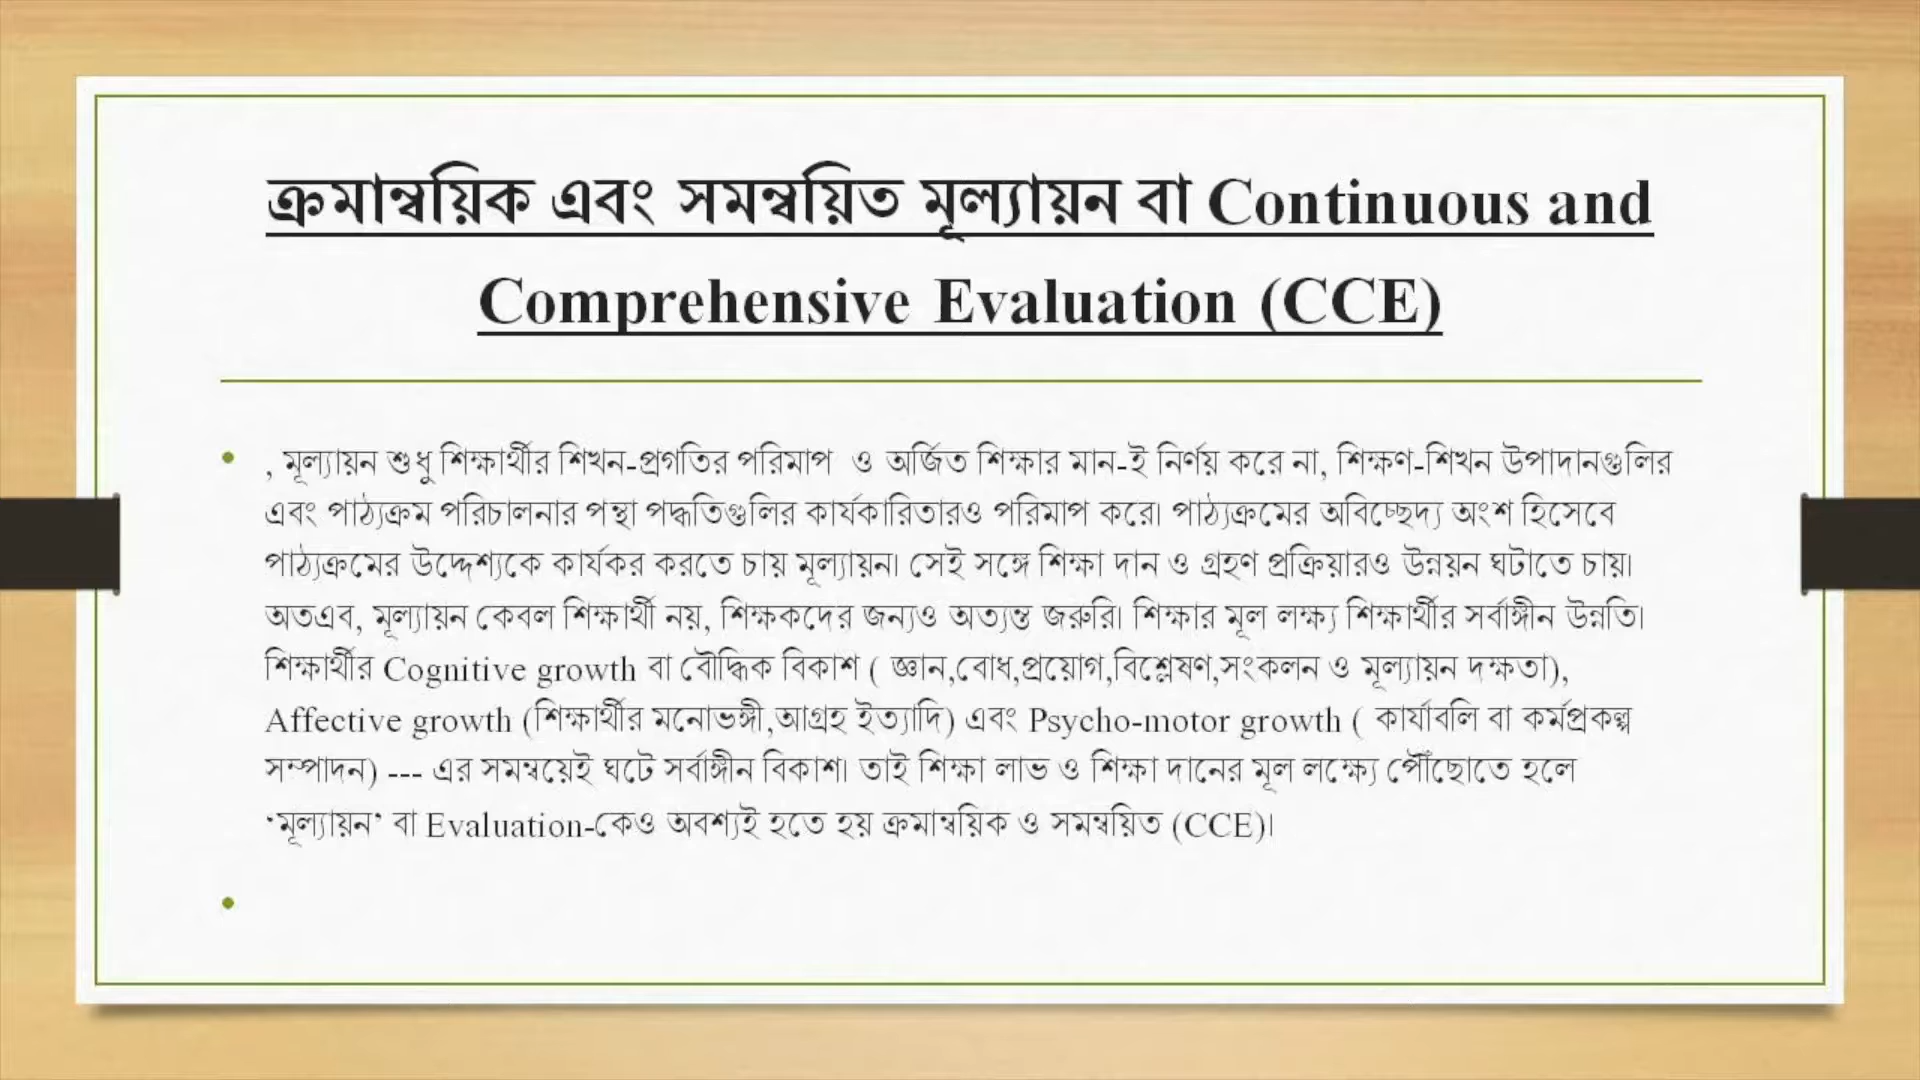 ক্রমান্বয়িক এবং সমন্বয়িত মূল্যায়ন বা Continuous and
Comprehensive Evaluation (CCE)
• , মূল্যায়ন শুধু শিক্ষার্থীর শিখন-প্রগতির পরিমাপ ও অর্জিত শিক্ষার মান-ই নির্ণয় করে না, শিক্ষণ-শিখন উপাদানগুলির
এবং পাঠ্যক্রম পরিচালনার পন্থা পদ্ধতিগুলির কার্যকারিতারও পরিমাপ করে। পাঠ্যক্রমের অবিচ্ছেদ্য অংশ হিসেবে
পাঠ্যক্রমের উদ্দেশ্যকে কার্যকর করতে চায় মূল্যায়ন। সেই সঙ্গে শিক্ষা দান ও গ্রহণ প্রক্রিয়ারও উন্নয়ন ঘটাতে চায়।
অতএব, মূল্যায়ন কেবল শিক্ষার্থী নয়, শিক্ষকদের জন্যও অত্যন্ত জরুরি। শিক্ষার মূল লক্ষ্য শিক্ষার্থীর সর্বাঙ্গীন উন্নতি।
শিক্ষার্থীর Cognitive growth বা বৌদ্ধিক বিকাশ ( জ্ঞান,বোধ,প্রয়োগ,বিশ্লেষণ,সংকলন ও মূল্যায়ন দক্ষতা),
Affective growth (শিক্ষার্থীর মনোভঙ্গী,আগ্রহ ইত্যাদি) এবং Psycho-motor growth ( কার্যাবলি বা কর্মপ্রকল্প
সম্পাদন) --- এর সমন্বয়েই ঘটে সর্বাঙ্গীন বিকাশ। তাই শিক্ষা লাভ ও শিক্ষা দানের মূল লক্ষ্যে পৌঁছোতে হলে
‘মূল্যায়ন’ বা Evaluation-কেও অবশ্যই হতে হয় ক্রমান্বয়িক ও সমন্বয়িত (CCE)।
•